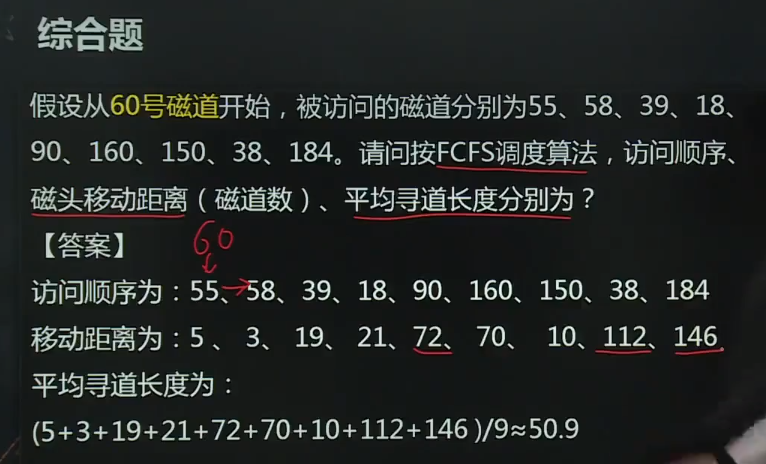 综合题
假设从60号磁道开始，被访问的磁道分别为55、58、39、18、
90、160、150、38、184。请问按FCFS调度算法，访问顺序、
磁头移动距离（磁道数）、平均寻道长度分别为？
【答案】
60
访问顺序为：55、58、39、18、90、160、150、38、184
移动距离为：5、3、19、21、72、70、10、112、146
平均寻道长度为：
(5+3+19+21+72+70+10+112+146)/9≈50.9